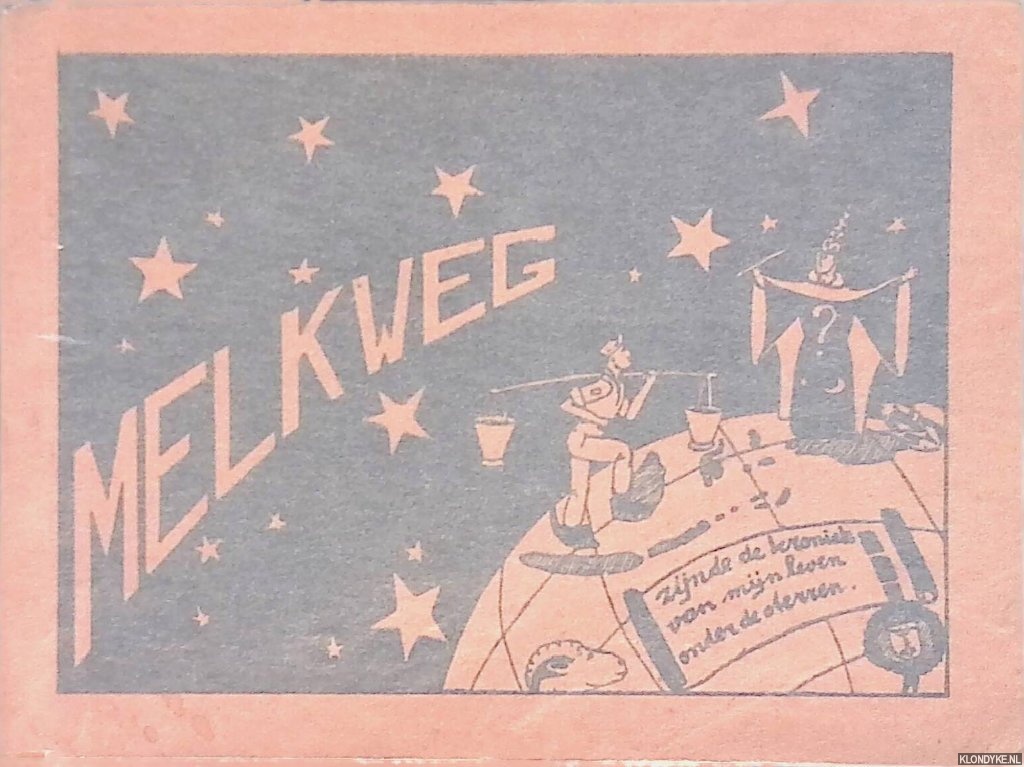 MELKWEG
?
zijnde de kroniek
van mijn leven
onder de sterren.
KLONDYKE.NL